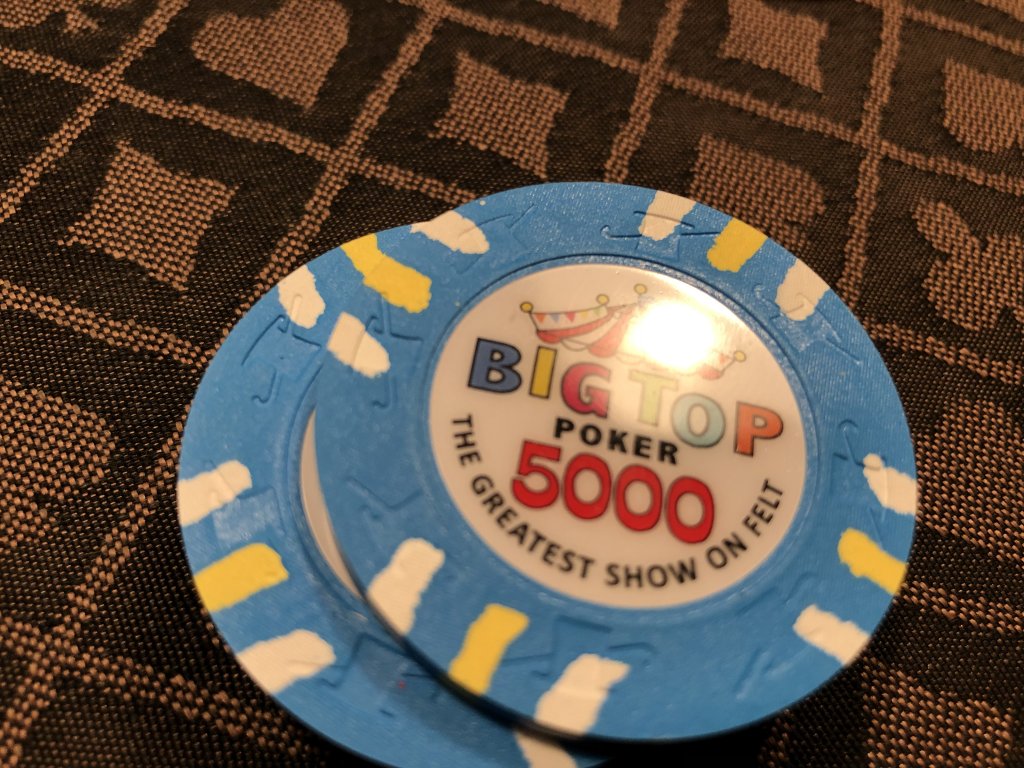 BIG TOP
POKER
5000
THE GREATEST SHOW ON FELT